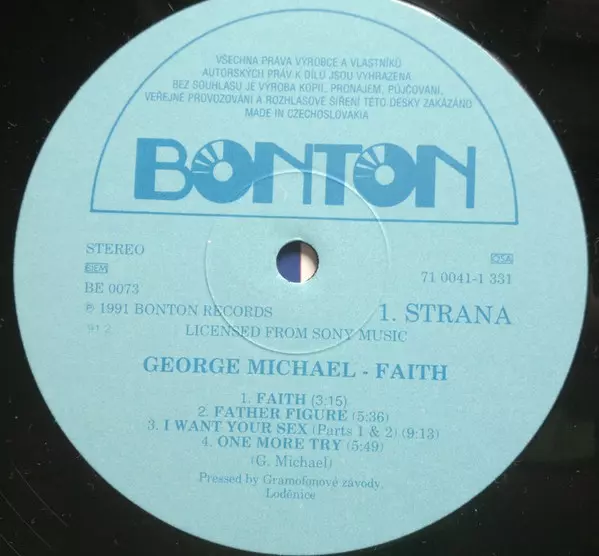 VŠECHNA PRÁVA VÝROBCE A VLASTNÍKŮ
AUTORSKÝCH PRÁV K DÍLU JSOU VYHRAZENA
BEZ SOUHLASU JE VÝROBA KOPIÍ, PRONÁJEM, PŮJČOVÁNÍ,
VEŘEJNÉ PROVOZOVÁNÍ A ROZHLASOVÉ ŠÍŘENÍ TÉTO DESKY ZAKÁZÁNO
MADE IN CZECHOSLOVAKIA
BONTON
STEREO
BIEM
OSA
BE 0073
71 0041-1 331
℗ 1991 BONTON RECORDS
1. STRANA
91 2
LICENSED FROM SONY MUSIC
GEORGE MICHAEL - FAITH
1. FAITH (3:15)
2. FATHER FIGURE (5:36)
3. I WANT YOUR SEX (Parts 1 & 2) (9:13)
4. ONE MORE TRY (5:49)
(G. Michael)
Pressed by Gramofonové závody,
Loděnice